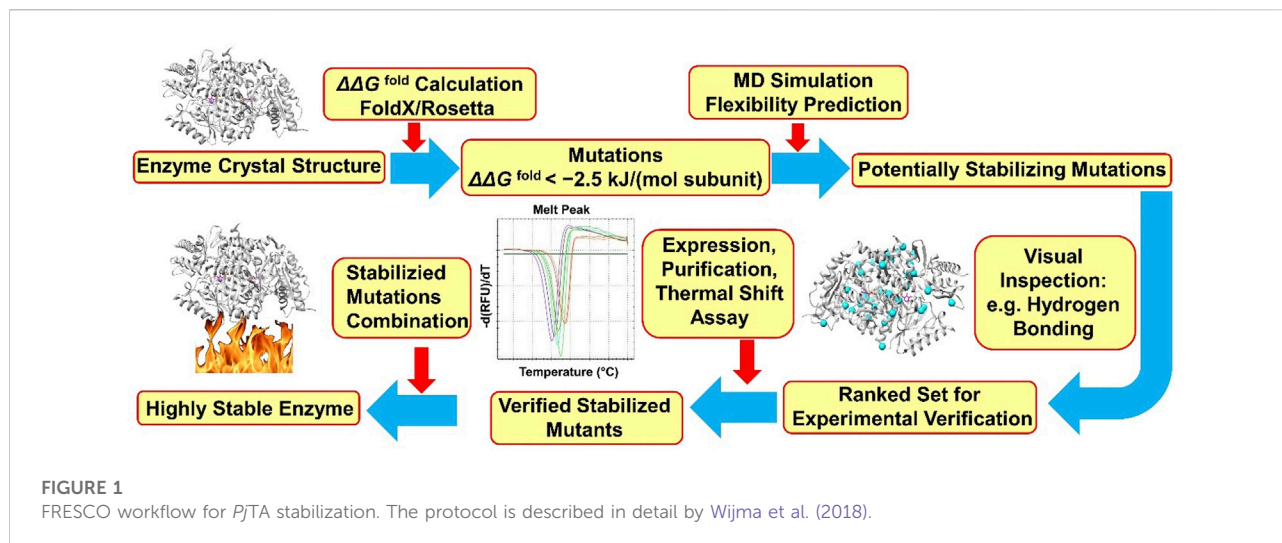 ΔΔG fold Calculation
FoldX/Rosetta
MD Simulation
Flexibility Prediction
Enzyme Crystal Structure
Mutations
ΔΔG fold < −2.5 kJ/(mol subunit)
Potentially Stabilizing Mutations
Visual
Inspection:
e.g. Hydrogen
Bonding
Ranked Set for
Experimental Verification
Expression,
Purification,
Thermal Shift
Assay
Melt Peak
-d(RFU)/dT
Temperature (°C)
Verified Stabilized
Mutants
Stabilizied
Mutations
Combination
Highly Stable Enzyme
FIGURE 1
FRESCO workflow for PjTA stabilization. The protocol is described in detail by Wijma et al. (2018).